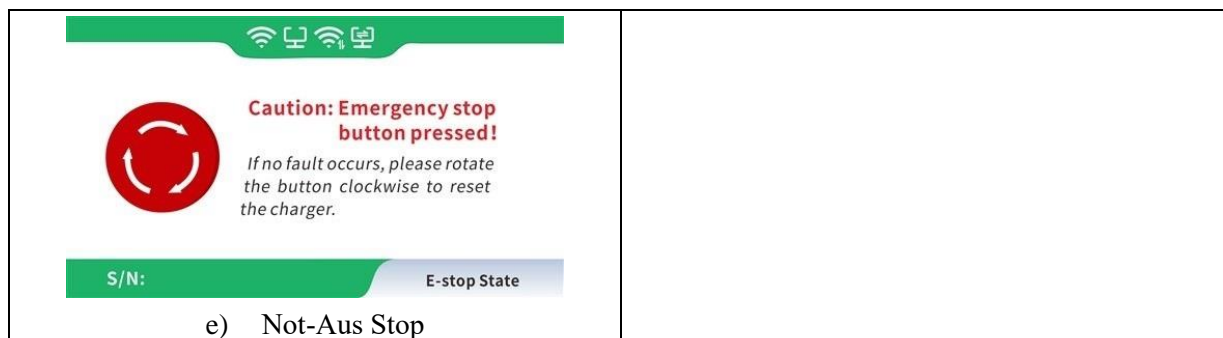 Caution: Emergency stop
button pressed!
If no fault occurs, please rotate
the button clockwise to reset
the charger.
S/N:
E-stop State
e) Not-Aus Stop